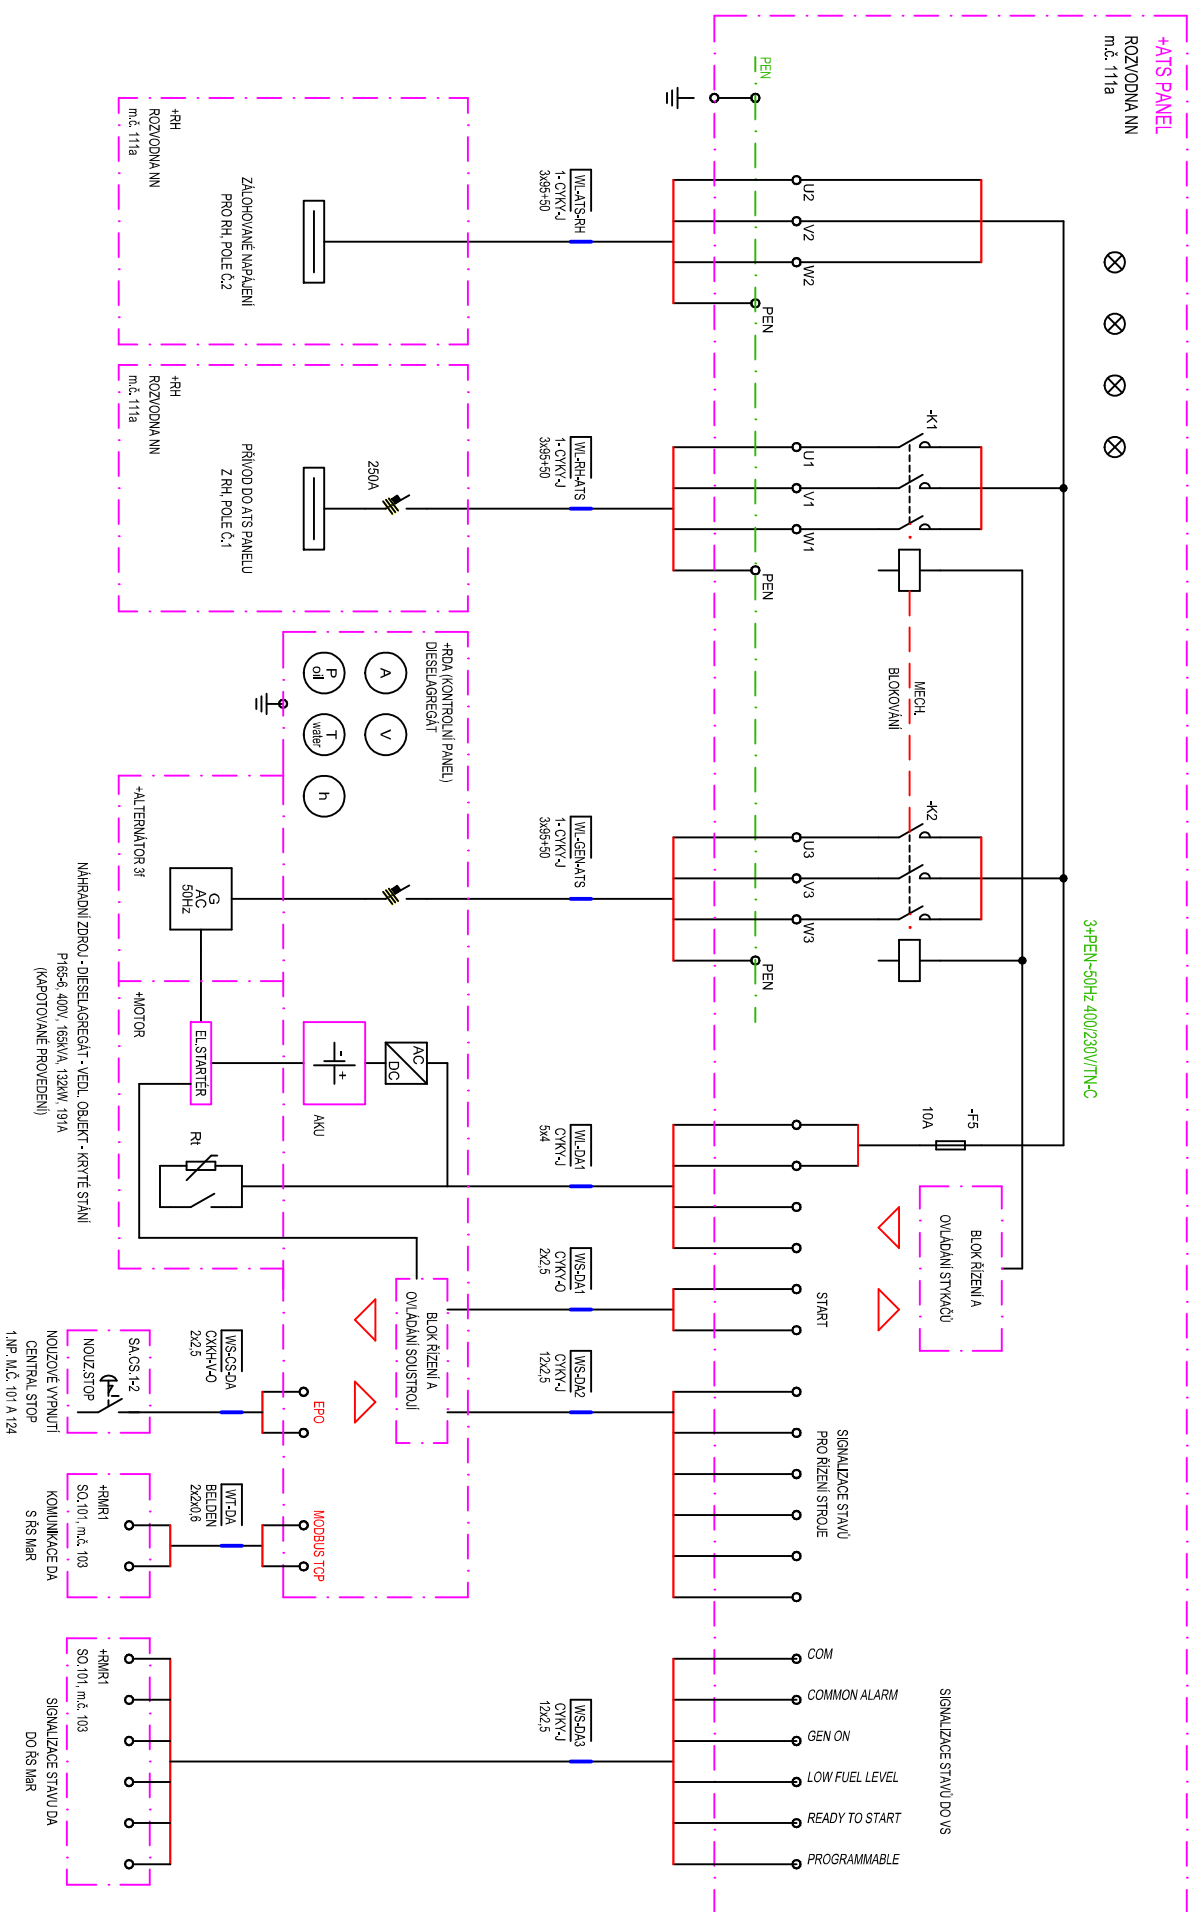 +ATS PANEL
ROZVODNA NN
m.č. 111a
PEN
U2
V2
W2
PEN
-K1
U1
V1
W1
PEN
MECH.
BLOKOVÁNÍ
-K2
U3
V3
W3
PEN
3+PEN~50Hz 400/230V/TN-C
-F5
10A
BLOK ŘÍZENÍ A
OVLÁDÁNÍ STYKAČŮ
START
SIGNALIZACE STAVŮ
PRO ŘÍZENÍ STROJE
SIGNALIZACE STAVŮ DO VS
COM
COMMON ALARM
GEN ON
LOW FUEL LEVEL
READY TO START
PROGRAMMABLE
WL-ATS-RH
1- CYKY-J
3x95+50
WL-RH-ATS
1- CYKY-J
3x95+50
WL-GEN-ATS
1- CYKY-J
3x95+50
WL-DA1
CYKY-J
5x4
WS-DA1
CYKY-O
2x2,5
WS-DA2
CYKY-J
12x2,5
WS-DA3
CYKY-J
12x2,5
+RH
ROZVODNA NN
m.č. 111a
ZÁLOHOVANÉ NAPÁJENÍ
PRO RH, POLE Č.2
+RH
ROZVODNA NN
m.č. 111a
PŘÍVOD DO ATS PANELU
Z RH, POLE Č.1
250A
+RDA (KONTROLNÍ PANEL)
DIESELAGREGÁT
A
V
P
oil
T
water
h
+ALTERNÁTOR 3f
G
AC
50Hz
+MOTOR
EL.STARTÉR
AC
DC
-
+
AKU
Rt
BLOK ŘÍZENÍ A
OVLÁDÁNÍ SOUSTROJÍ
EPO
MODBUS TCP
WS-CS-DA
CXKH-V-O
2x2,5
WT-DA
BELDEN
2x2x0,6
SA.CS.1-2
NOUZ.STOP
NOUZOVÉ VYPNUTÍ
CENTRAL STOP
1.NP, M.Č. 101 A 124
+RMR1
SO.101, m.č. 103
KOMUNIKACE DA
S ŘS MaR
+RMR1
SO.101, m.č. 103
SIGNALIZACE STAVU DA
DO ŘS MaR
NÁHRADNÍ ZDROJ - DIESELAGREGÁT - VEDL. OBJEKT - KRYTÉ STÁNÍ
P165-6, 400V, 165kVA, 132kW, 191A
(KAPOTOVANÉ PROVEDENÍ)